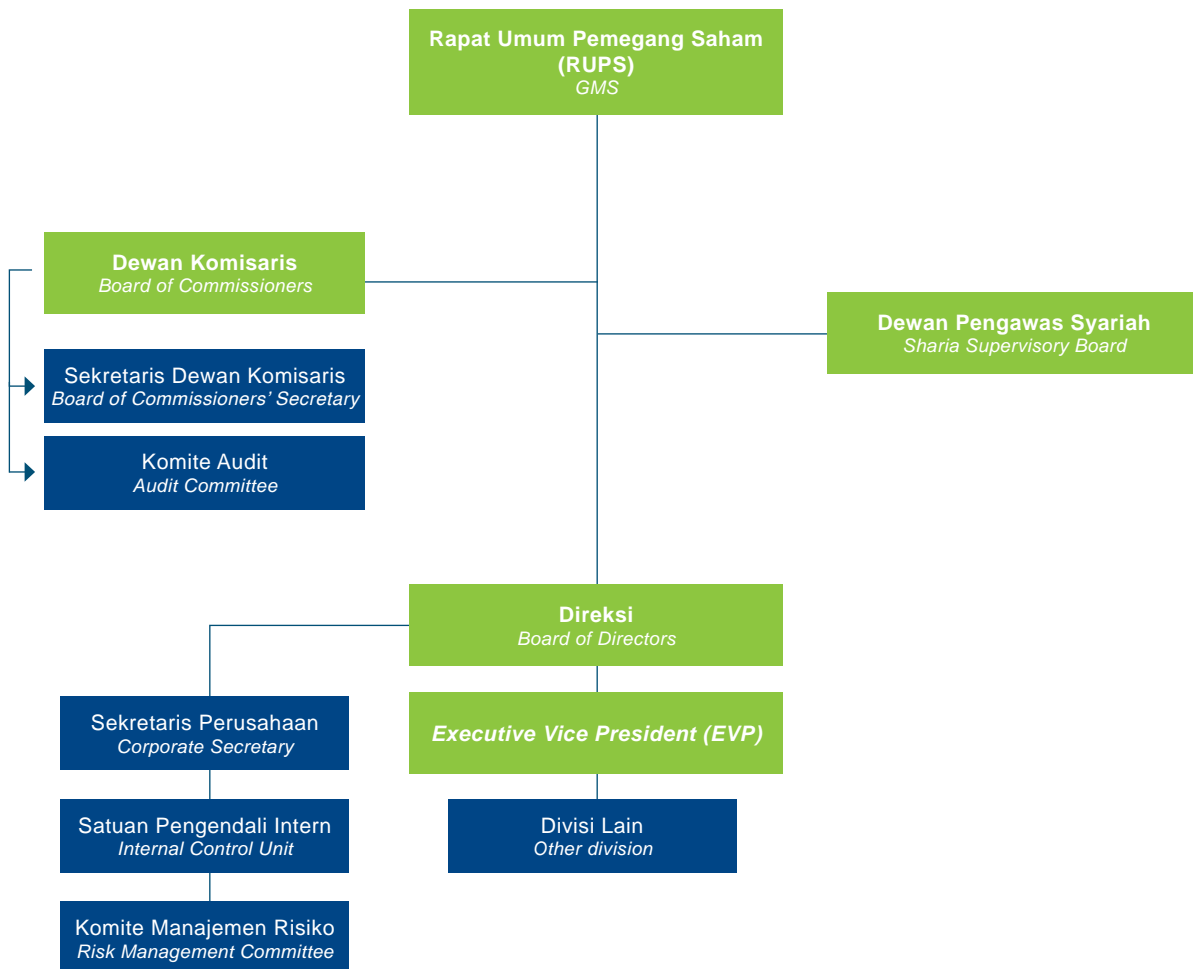 Rapat Umum Pemegang Saham
(RUPS)
GMS
Dewan Komisaris
Board of Commissioners
Dewan Pengawas Syariah
Sharia Supervisory Board
Sekretaris Dewan Komisaris
Board of Commissioners’ Secretary
Komite Audit
Audit Committee
Direksi
Board of Directors
Sekretaris Perusahaan
Corporate Secretary
Executive Vice President (EVP)
Satuan Pengendali Intern
Internal Control Unit
Divisi Lain
Other division
Komite Manajemen Risiko
Risk Management Committee